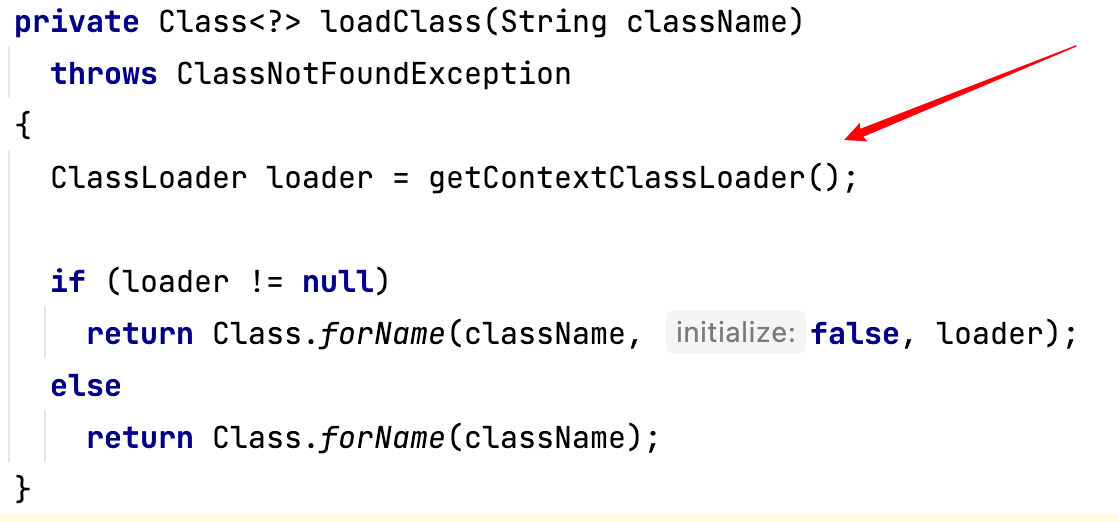 private Class<?> loadClass(String className)
throws ClassNotFoundException
{
ClassLoader loader = getContextClassLoader();
if (loader != null)
return Class.forName(className, initialize: false, loader);
else
return Class.forName(className);
}